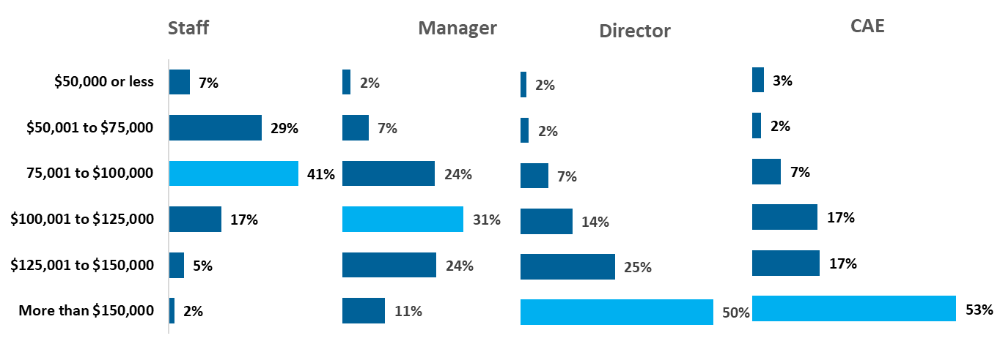 Staff Manager Director CAE
$50,000 or less 7% 2% 2% 3%
$50,001 to $75,000 29% 7% 2% 2%
75,001 to $100,000 41% 24% 7% 7%
$100,001 to $125,000 17% 31% 14% 17%
$125,001 to $150,000 5% 24% 25% 17%
More than $150,000 2% 11% 50% 53%